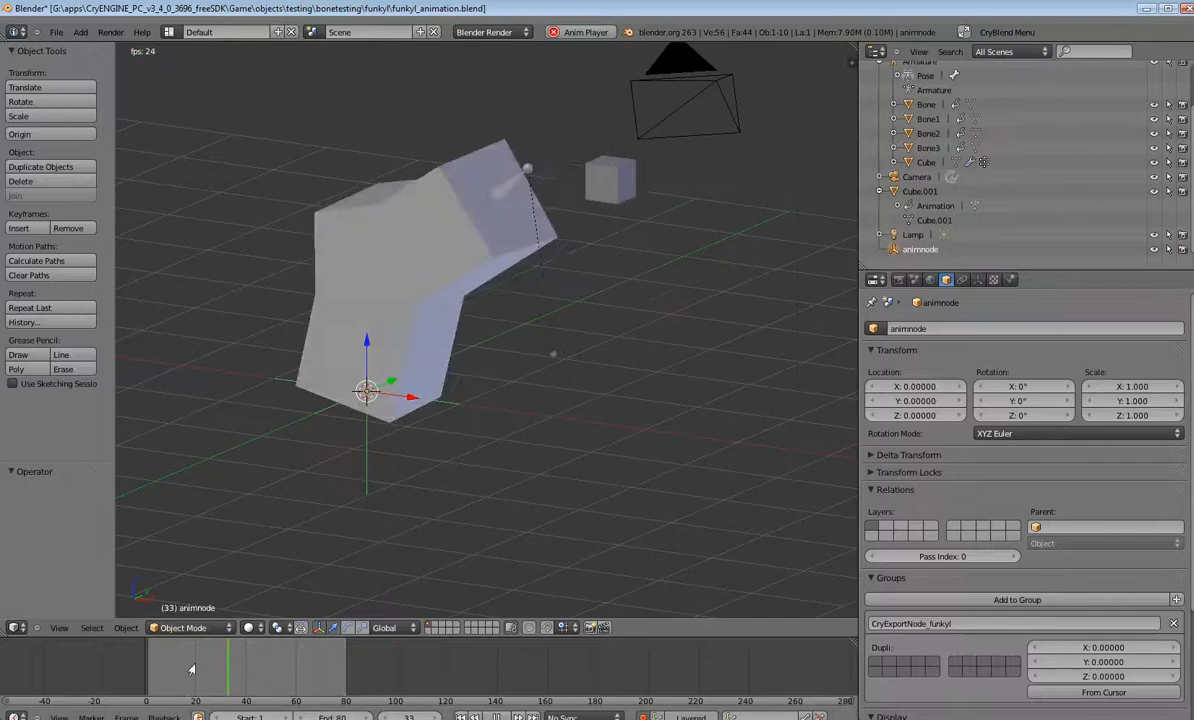 Blender* [G:\apps\CryENGINE_PC_v3_4_0_3696_freeSDK\Game\objects\testing\bonetesting\funkyl\funkyl_animation.blend]
File Add Render Help Default Scene Blender Render Anim Player blender.org 263 | Ve:56 | Fa:44 | Ob:1-10 | La:1 | Mem:7.90M (0.10M) | animnode CryBlend Menu
Object Tools
Transform:
Translate
Rotate
Scale
Origin
Object:
Duplicate Objects
Delete
Join
Keyframes:
Insert Remove
Motion Paths:
Calculate Paths
Clear Paths
Repeat:
Repeat Last
History...
Grease Pencil:
Draw Line
Poly Erase
Use Sketching Sessio
Operator
fps: 24
(33) animnode
View Select Object Object Mode Global
-40 -20 0 20 40 60 80 100 120 140 160 180 200 220 240 260 280
View Marker Frame Playback Start: 1 End: 80 33 No Sync Layered
View Search All Scenes
Armature
Pose
Armature
Bone
Bone1
Bone2
Bone3
Cube
Camera
Cube.001
Animation
Cube.001
Lamp
animnode
animnode
animnode
Transform
Location: Rotation: Scale:
X: 0.00000 X: 0° X: 1.000
Y: 0.00000 Y: 0° Y: 1.000
Z: 0.00000 Z: 0° Z: 1.000
Rotation Mode: XYZ Euler
Delta Transform
Transform Locks
Relations
Layers: Parent:
Object
Pass Index: 0
Groups
Add to Group
CryExportNode_funkyl
Dupli: X: 0.00000
Y: 0.00000
Z: 0.00000
From Cursor
Display